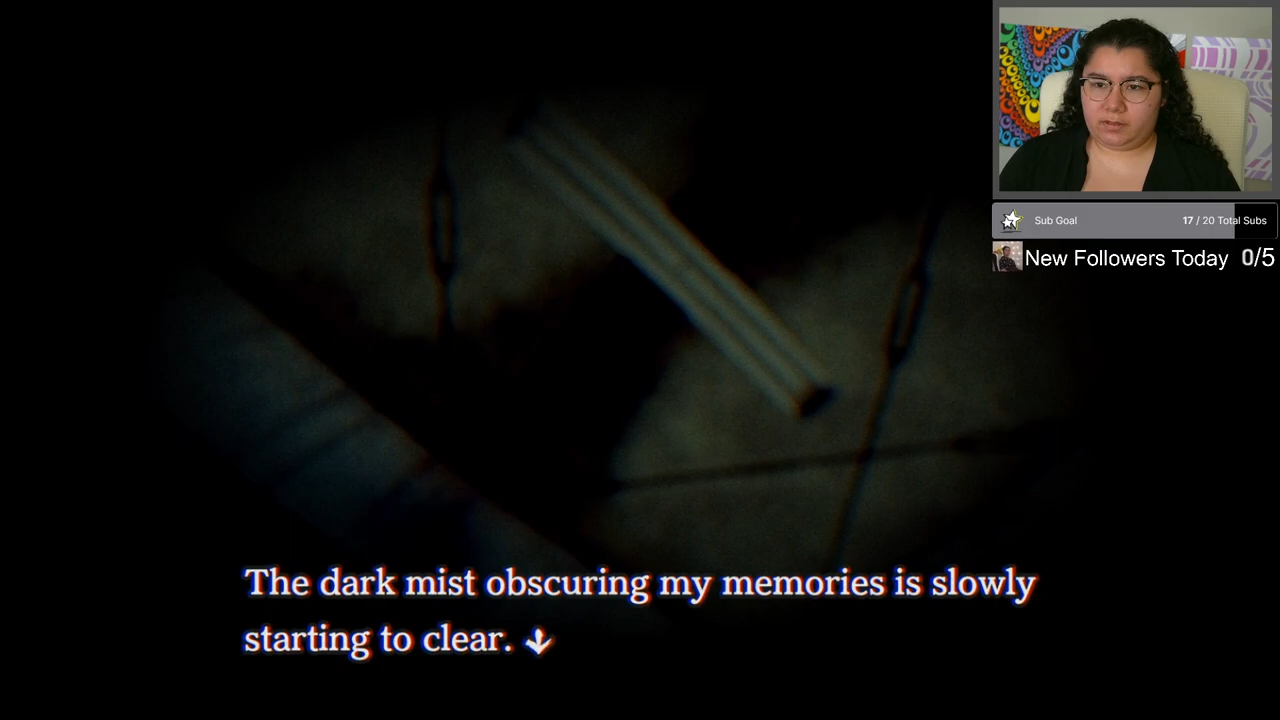 Sub Goal
17 / 20 Total Subs
New Followers Today 0/5
The dark mist obscuring my memories is slowly
starting to clear.